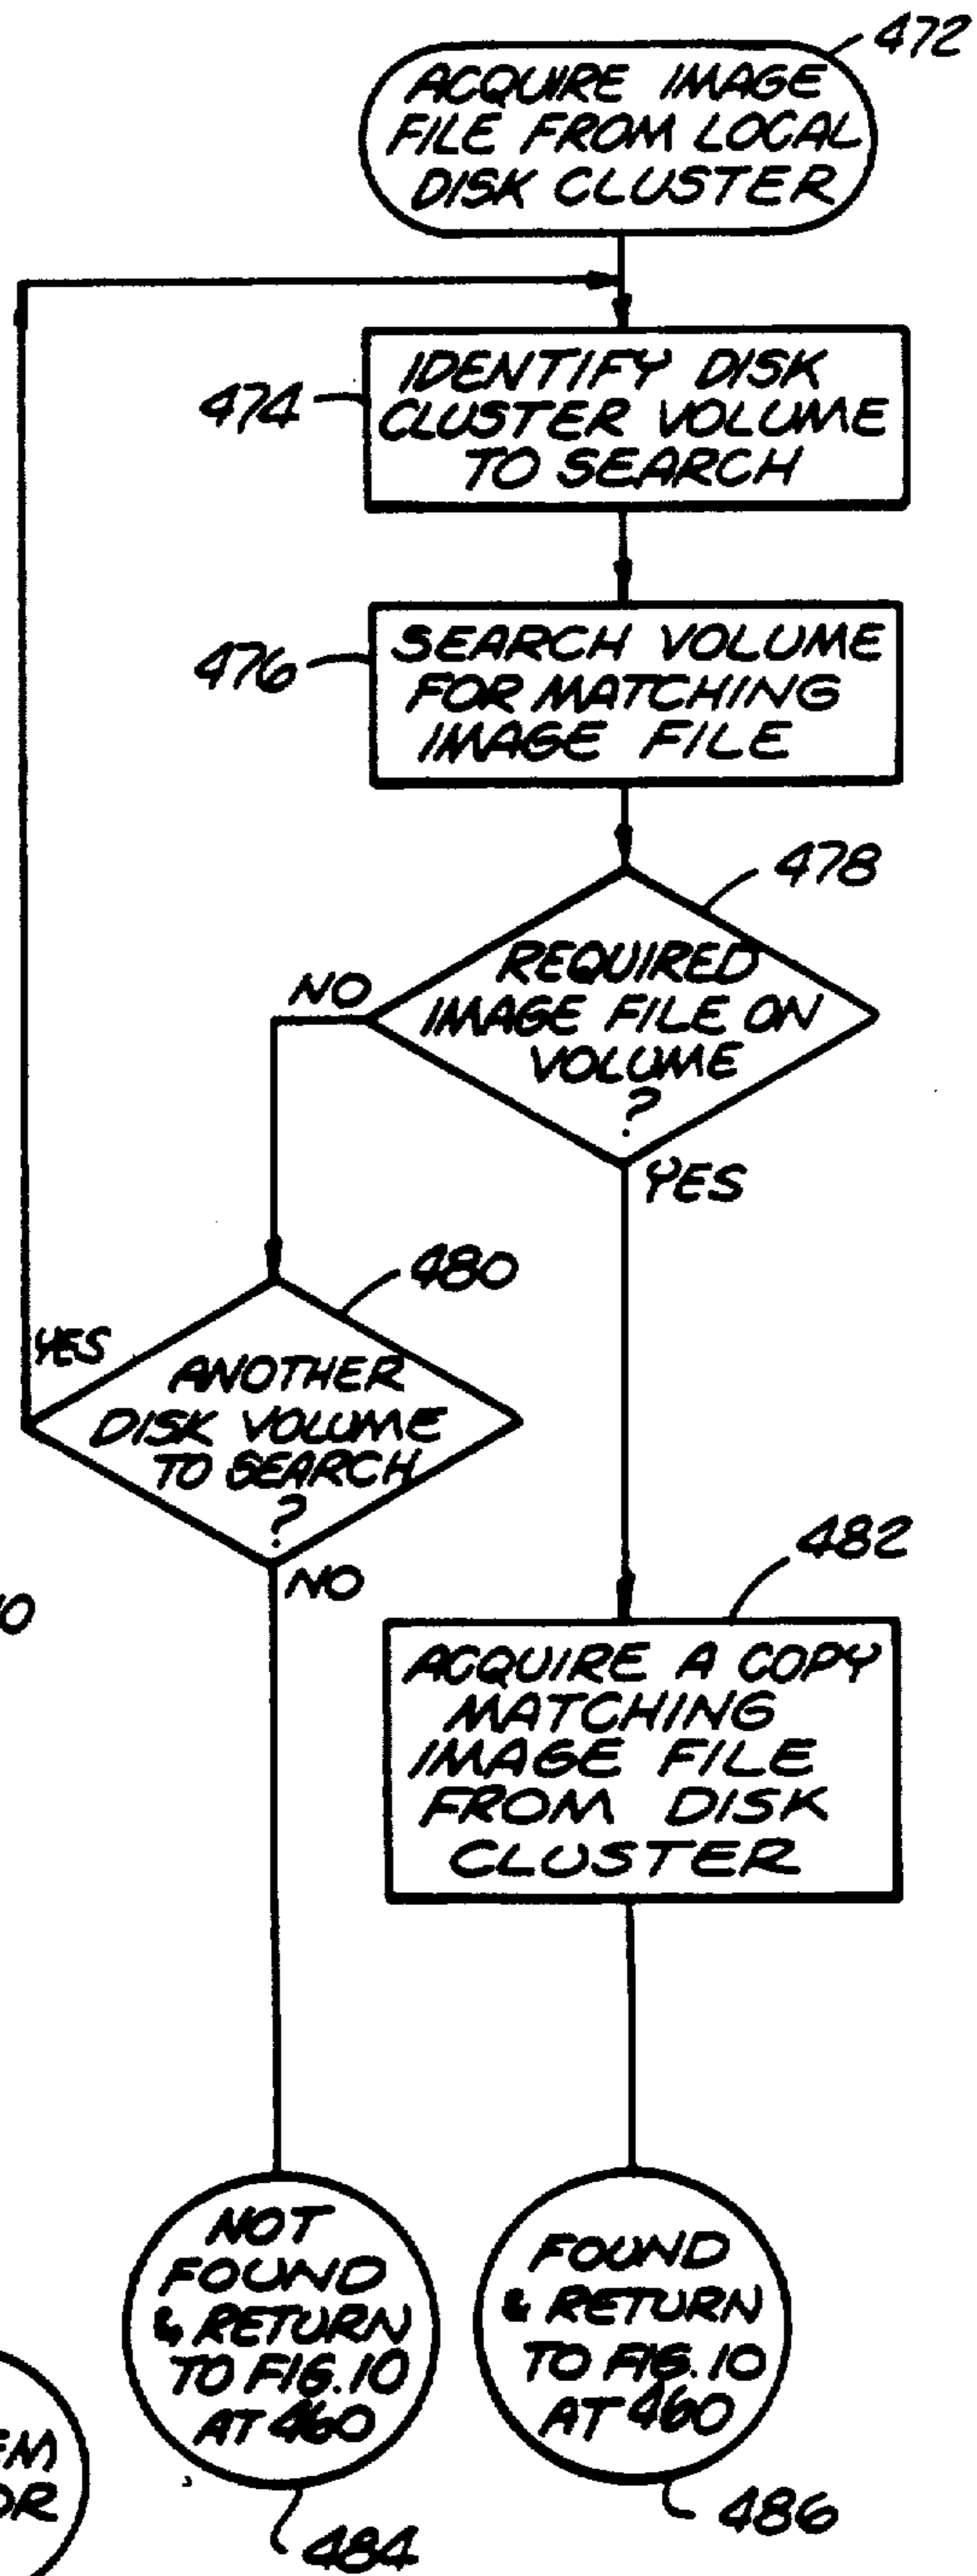 472
ACQUIRE IMAGE
FILE FROM LOCAL
DISK CLUSTER
474
IDENTIFY DISK
CLUSTER VOLUME
TO SEARCH
476
SEARCH VOLUME
FOR MATCHING
IMAGE FILE
478
REQUIRED
IMAGE FILE ON
VOLUME
?
NO
YES
480
ANOTHER
DISK VOLUME
TO SEARCH
?
YES
NO
482
ACQUIRE A COPY
MATCHING
IMAGE FILE
FROM DISK
CLUSTER
NOT
FOUND
& RETURN
TO FIG. 10
AT 460
484
FOUND
& RETURN
TO FIG. 10
AT 460
486